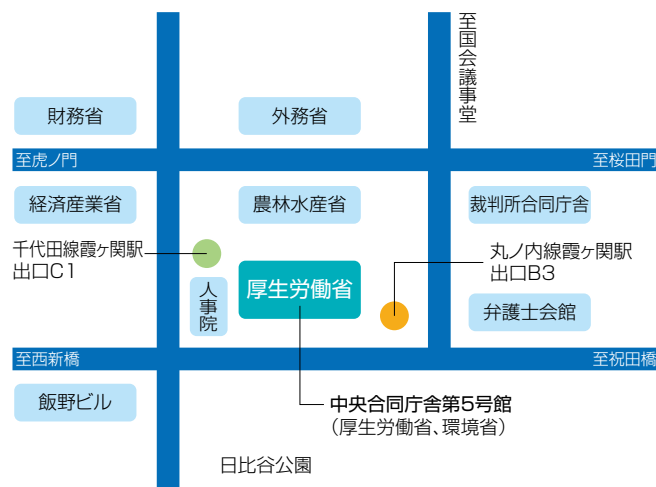 至国会議事堂
財務省
外務省
至虎ノ門
至桜田門
経済産業省
農林水産省
裁判所合同庁舎
千代田線霞ヶ関駅
出口C1
丸ノ内線霞ヶ関駅
出口B3
人事院
厚生労働省
弁護士会館
至西新橋
至祝田橋
飯野ビル
中央合同庁舎第5号館
（厚生労働省、環境省）
日比谷公園